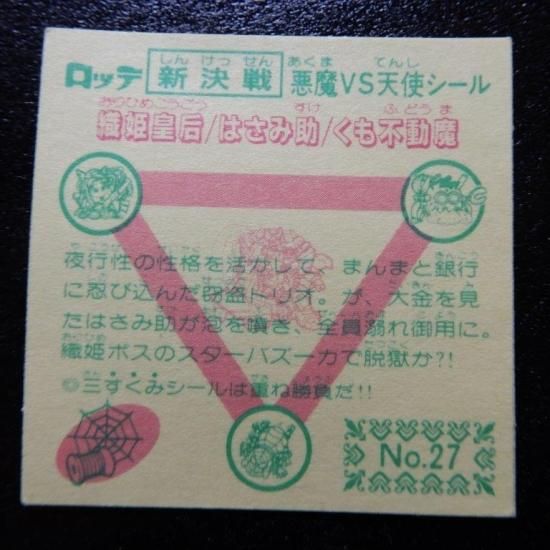 ロッテ 新決戦 悪魔VS天使シール
しんけっせん あくま てんし
織姫皇后/はさみ助/くも不動魔
おりひめこうごう すけ ふどうま
夜行性の性格を活かして、まんまと銀行
に忍び込んだ窃盗トリオ。が、大金を見
たはさみ助が泡を噴き、全員溺れ御用に。
織姫ボスのスターバズーカで脱獄か?!
◎三すくみシールは重ね勝負だ!!
No.27